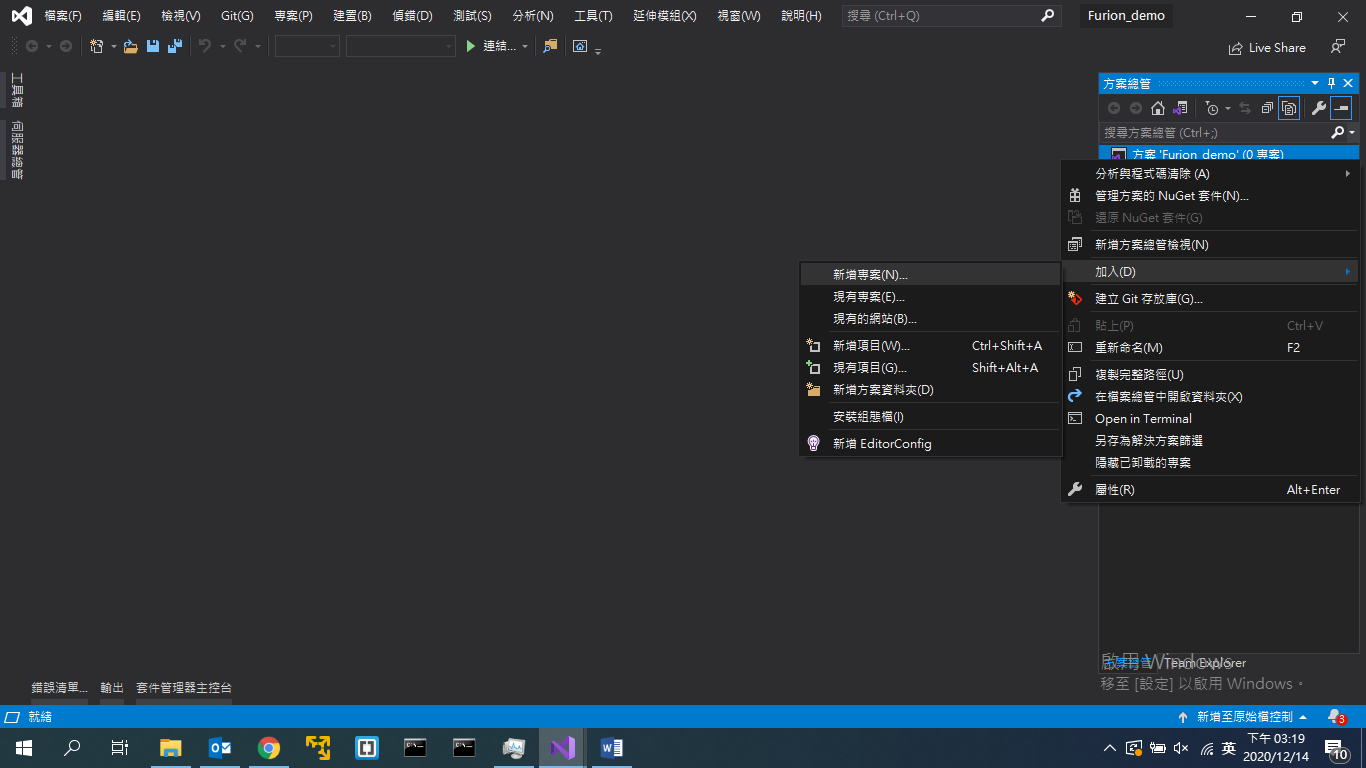 檔案(F) 編輯(E) 檢視(V) Git(G) 專案(P) 建置(B) 偵錯(D) 測試(S) 分析(N) 工具(T) 延伸模組(X) 視窗(W) 說明(H) 搜尋 (Ctrl+Q) Furion_demo
連結... Live Share
工具箱
伺服器總管
方案總管
搜尋方案總管 (Ctrl+;)
方案 'Furion_demo' (0 專案)
分析與程式碼清除 (A)
管理方案的 NuGet 套件(N)...
還原 NuGet 套件(G)
新增方案總管檢視(N)
加入(D)
建立 Git 存放庫(G)...
貼上(P) Ctrl+V
重新命名(M) F2
複製完整路徑(U)
在檔案總管中開啟資料夾(X)
Open in Terminal
另存為解決方案篩選
隱藏已卸載的專案
屬性(R) Alt+Enter
新增專案(N)...
現有專案(E)...
現有的網站(B)...
新增項目(W)... Ctrl+Shift+A
現有項目(G)... Shift+Alt+A
新增方案資料夾(D)
安裝組態檔(I)
新增 EditorConfig
方案總管 Team Explorer
啟用 Windows
移至 [設定] 以啟用 Windows。
錯誤清單... 輸出 套件管理器主控台
就緒 新增至原始檔控制 3
英 下午 03:19
2020/12/14 10